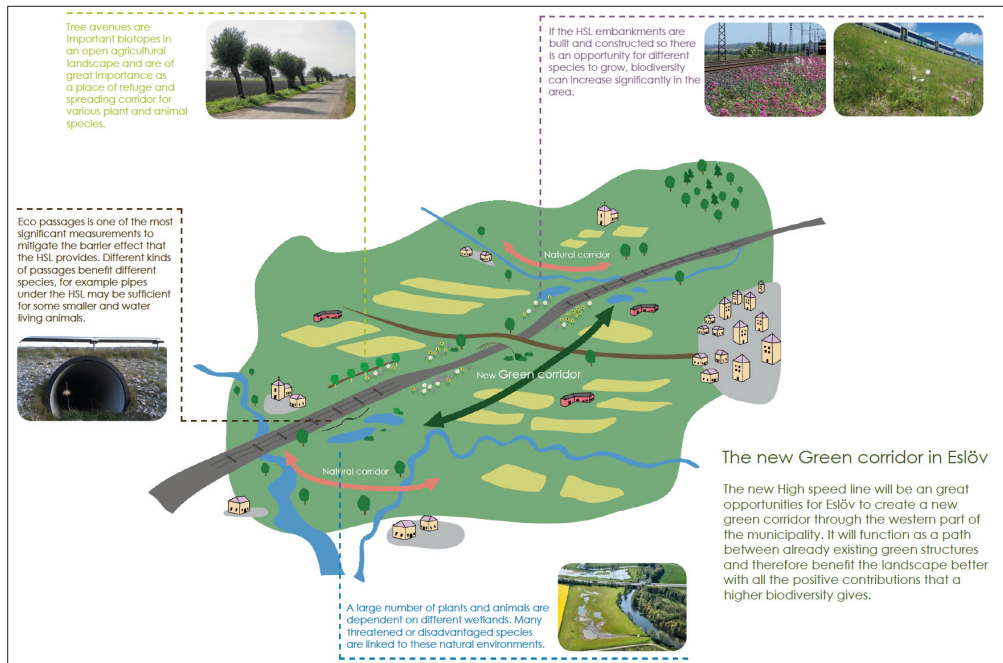 Tree avenues are
important biotopes in
an open agricultural
landscape and are of
great importance as
a place of refuge and
spreading corridor for
various plant and animal
species.
If the HSL embankments are
built and constructed so there
is an opportunity for different
species to grow, biodiversity
can increase significantly in the
area.
Eco passages is one of the most
significant measurements to
mitigate the barrier effect that
the HSL provides. Different kinds
of passages benefit different
species, for example pipes
under the HSL may be sufficient
for some smaller and water
living animals.
Natural corridor
New Green corridor
Natural corridor
The new Green corridor in Eslöv
The new High speed line will be an great
opportunities for Eslöv to create a new
green corridor through the western part of
the municipality. It will function as a path
between already existing green structures
and therefore benefit the landscape better
with all the positive contributions that a
higher biodiversity gives.
A large number of plants and animals are
dependent on different wetlands. Many
threatened or disadvantaged species
are linked to these natural environments.